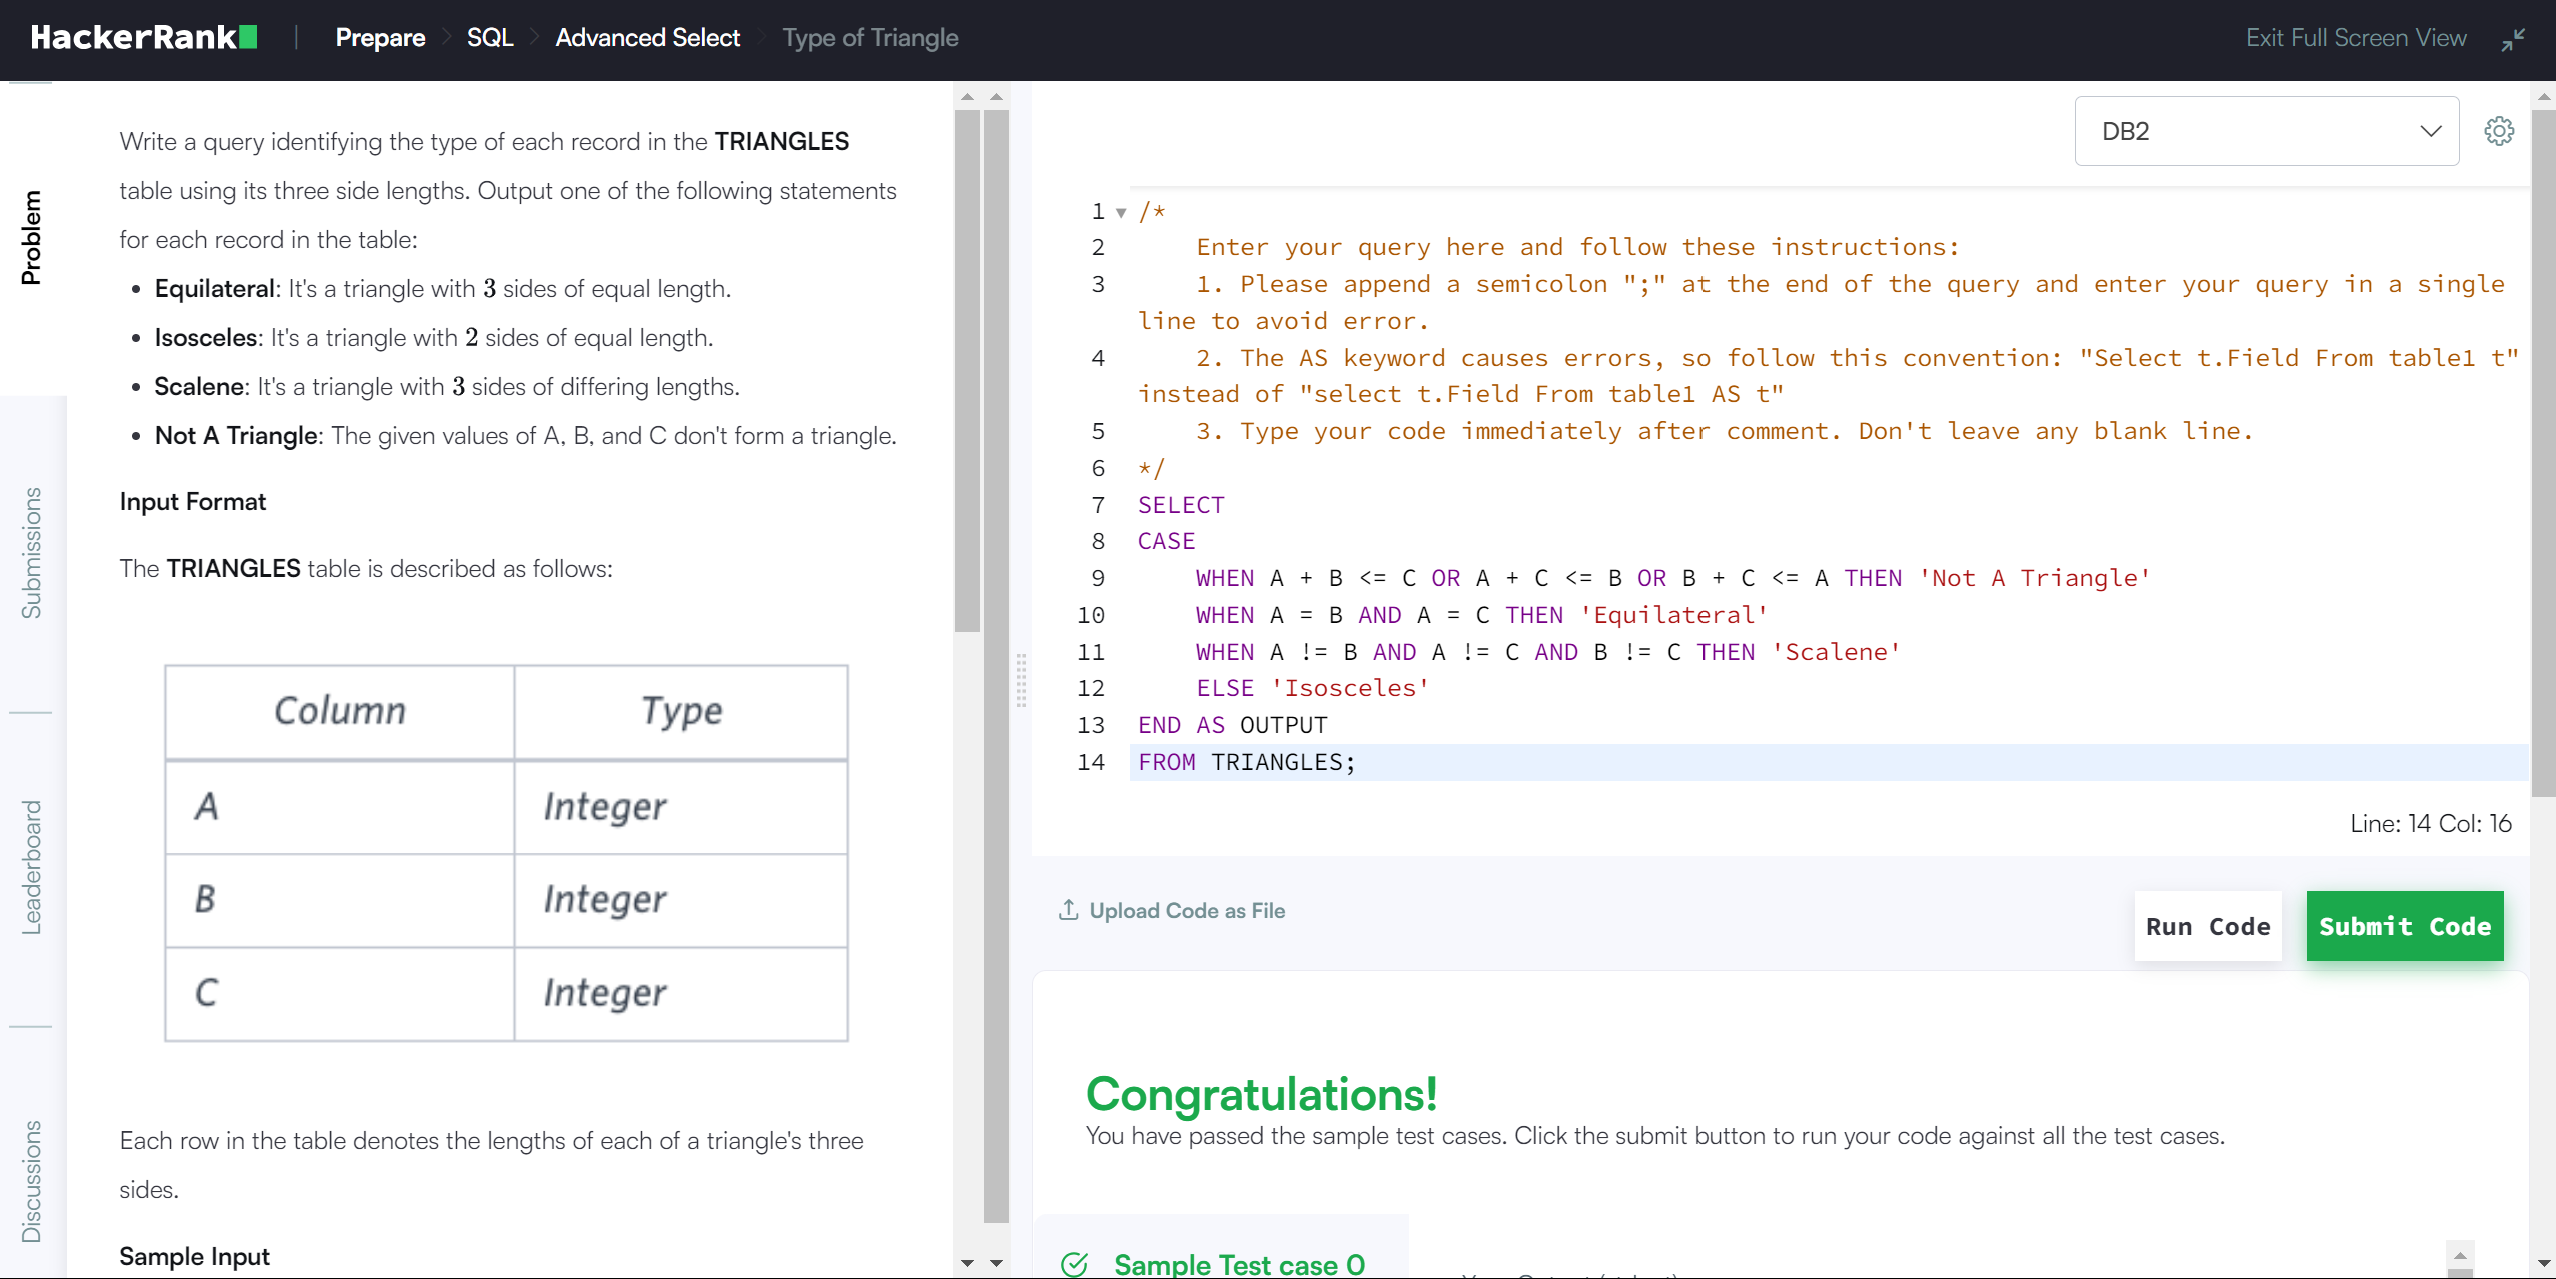 HackerRank | Prepare > SQL > Advanced Select > Type of Triangle
Exit Full Screen View
Problem
Submissions
Leaderboard
Discussions
Write a query identifying the type of each record in the TRIANGLES
table using its three side lengths. Output one of the following statements
for each record in the table:
• Equilateral: It's a triangle with 3 sides of equal length.
• Isosceles: It's a triangle with 2 sides of equal length.
• Scalene: It's a triangle with 3 sides of differing lengths.
• Not A Triangle: The given values of A, B, and C don't form a triangle.
Input Format
The TRIANGLES table is described as follows:
Column Type
A Integer
B Integer
C Integer
Each row in the table denotes the lengths of each of a triangle's three
sides.
Sample Input
DB2
1 /*
2 Enter your query here and follow these instructions:
3 1. Please append a semicolon ";" at the end of the query and enter your query in a single
line to avoid error.
4 2. The AS keyword causes errors, so follow this convention: "Select t.Field From table1 t"
instead of "select t.Field From table1 AS t"
5 3. Type your code immediately after comment. Don't leave any blank line.
6 */
7 SELECT
8 CASE
9 WHEN A + B <= C OR A + C <= B OR B + C <= A THEN 'Not A Triangle'
10 WHEN A = B AND A = C THEN 'Equilateral'
11 WHEN A != B AND A != C AND B != C THEN 'Scalene'
12 ELSE 'Isosceles'
13 END AS OUTPUT
14 FROM TRIANGLES;
Line: 14 Col: 16
Upload Code as File
Run Code
Submit Code
Congratulations!
You have passed the sample test cases. Click the submit button to run your code against all the test cases.
Sample Test case 0